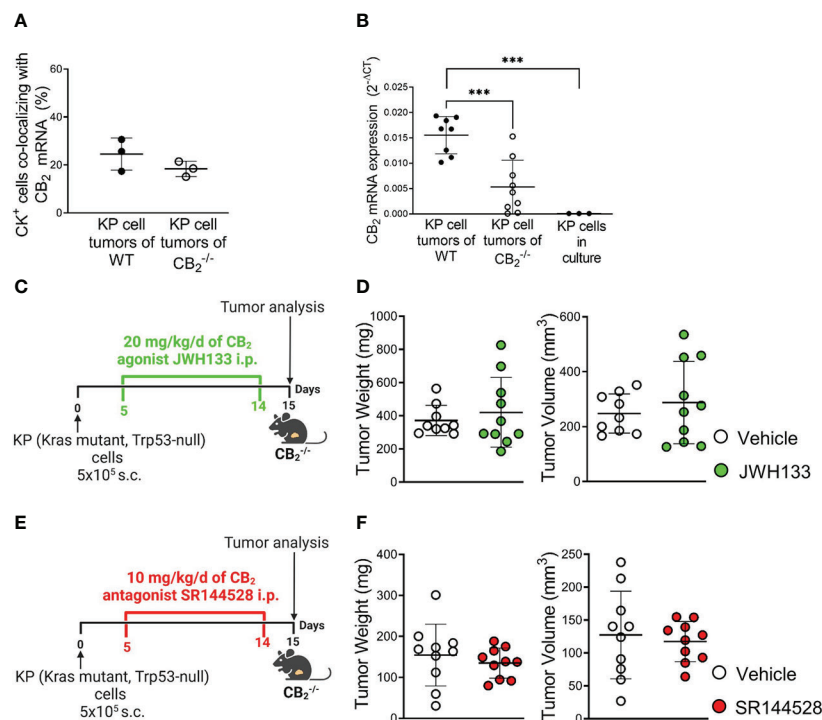 A
CK+ cells co-localizing with
CB2 mRNA (%)
60
40
20
0
KP cell
tumors of
WT
KP cell
tumors of
CB2-/-
B
CB2 mRNA expression (2-ΔCT)
0.025
0.020
0.015
0.010
0.005
0.000
***
***
KP cell
tumors of
WT
KP cell
tumors of
CB2-/-
KP cells
in
culture
C
Tumor analysis
20 mg/kg/d of CB2
agonist JWH133 i.p.
0
5
14
15
Days
KP (Kras mutant, Trp53-null)
cells
5x10⁵ s.c.
CB2-/-
D
Tumor Weight (mg)
1000
800
600
400
200
0
Tumor Volume (mm³)
600
400
200
0
Vehicle
JWH133
E
Tumor analysis
10 mg/kg/d of CB2
antagonist SR144528 i.p.
0
5
14
15
Days
KP (Kras mutant, Trp53-null)
cells
5x10⁵ s.c.
CB2-/-
F
Tumor Weight (mg)
400
300
200
100
0
Tumor Volume (mm³)
250
200
150
100
50
0
Vehicle
SR144528